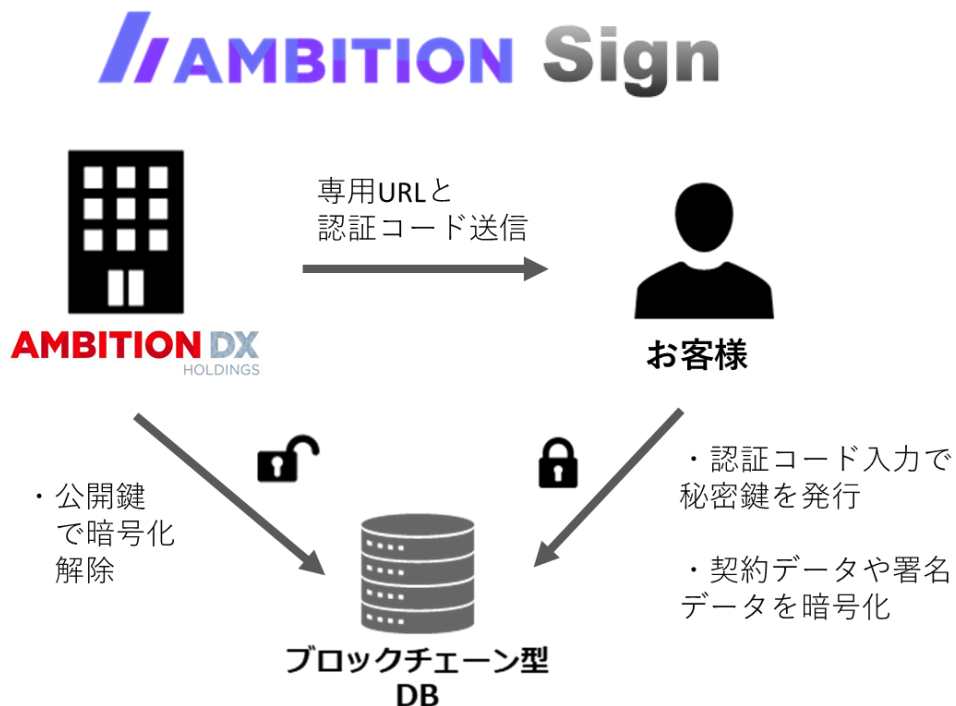 AMBITION Sign
専用URLと
認証コード送信
AMBITION DX
HOLDINGS
お客様
・公開鍵
で暗号化
解除
・認証コード入力で
秘密鍵を発行
・契約データや署名
データを暗号化
ブロックチェーン型
DB